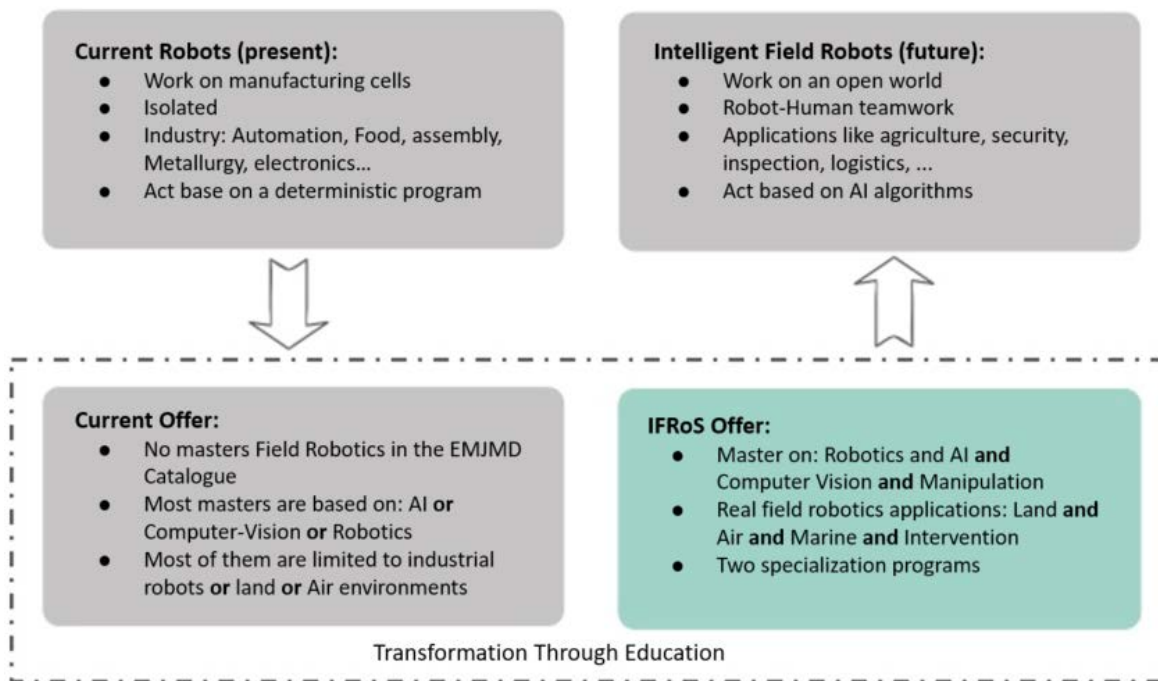 Current Robots (present):
● Work on manufacturing cells
● Isolated
● Industry: Automation, Food, assembly,
Metallurgy, electronics...
● Act base on a deterministic program
Intelligent Field Robots (future):
● Work on an open world
● Robot-Human teamwork
● Applications like agriculture, security,
inspection, logistics, ...
● Act based on AI algorithms
Current Offer:
● No masters Field Robotics in the EMJMD
Catalogue
● Most masters are based on: AI or
Computer-Vision or Robotics
● Most of them are limited to industrial
robots or land or Air environments
IFRoS Offer:
● Master on: Robotics and AI and
Computer Vision and Manipulation
● Real field robotics applications: Land and
Air and Marine and Intervention
● Two specialization programs
Transformation Through Education